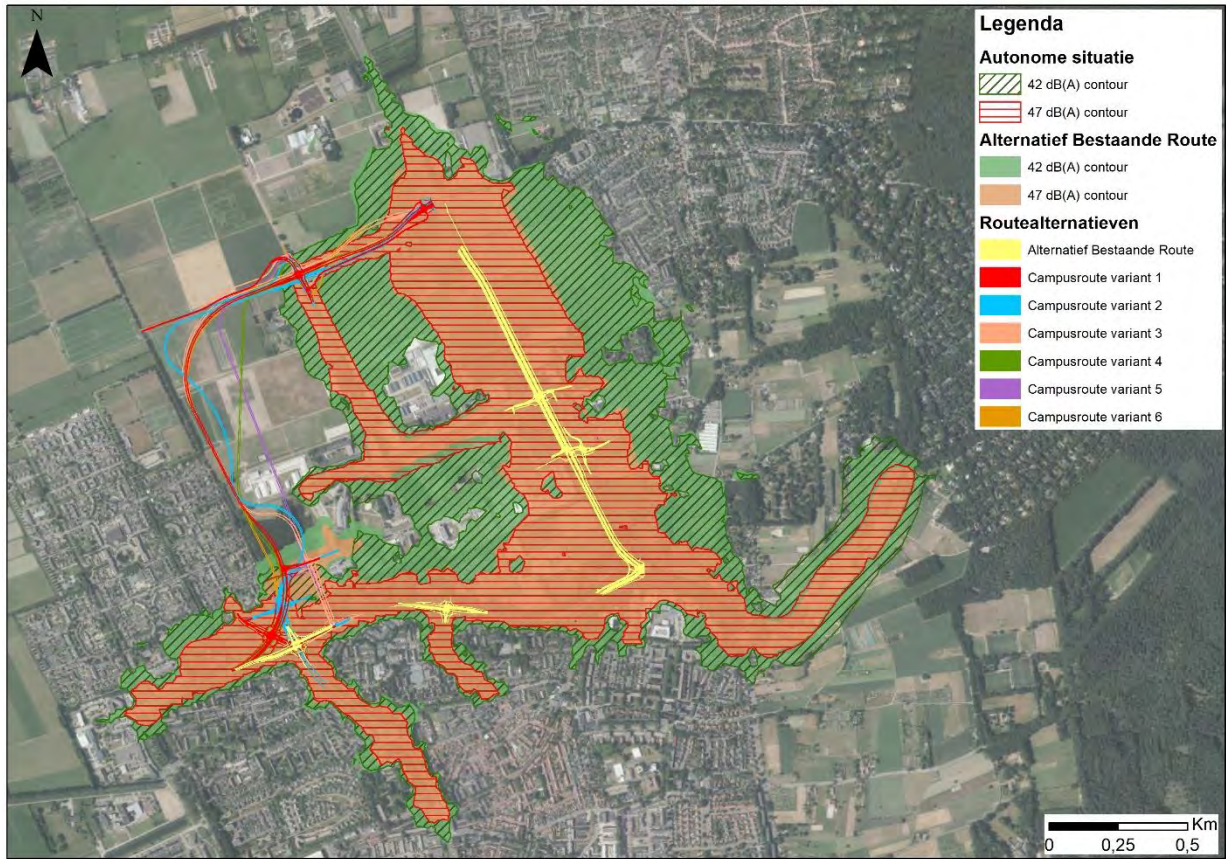 N
Legenda
Autonome situatie
42 dB(A) contour
47 dB(A) contour
Alternatief Bestaande Route
42 dB(A) contour
47 dB(A) contour
Routealternatieven
Alternatief Bestaande Route
Campusroute variant 1
Campusroute variant 2
Campusroute variant 3
Campusroute variant 4
Campusroute variant 5
Campusroute variant 6
Km
0 0,25 0,5